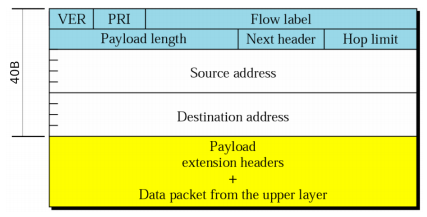 VER PRI Flow label
Payload length Next header Hop limit
40B
Source address
Destination address
Payload
extension headers
+
Data packet from the upper layer